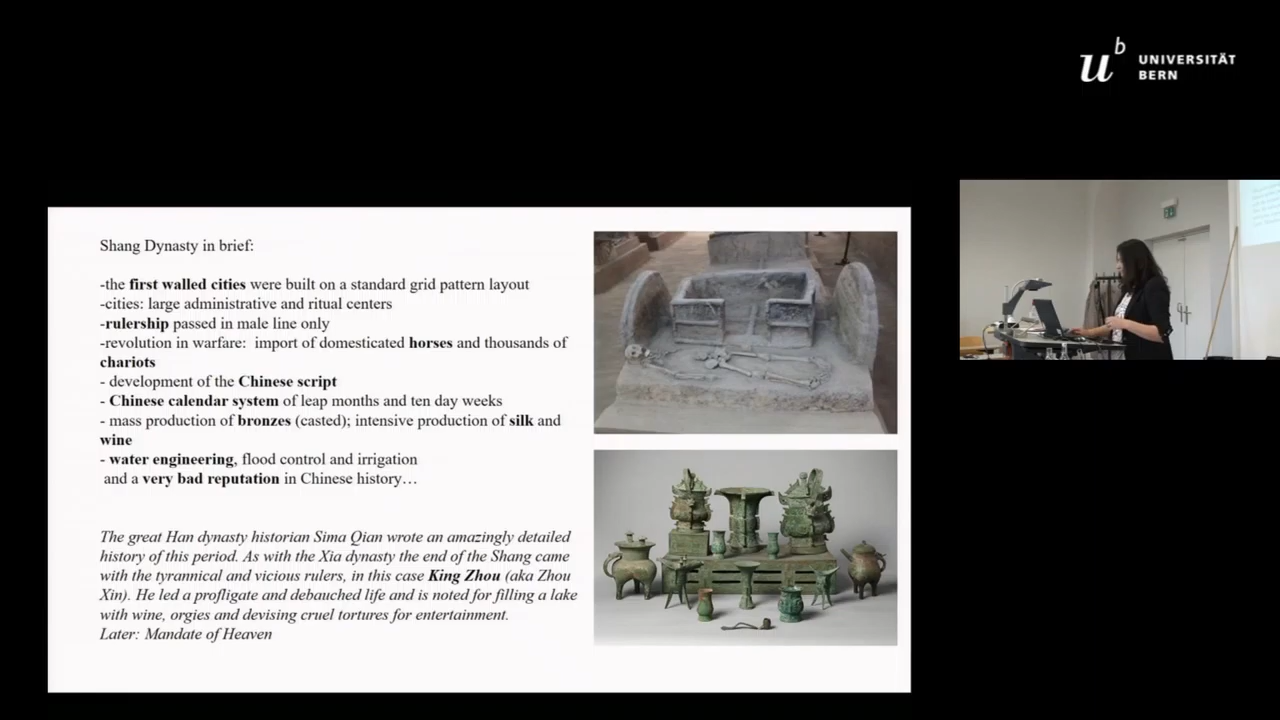 u^b UNIVERSITÄT
BERN
Shang Dynasty in brief:
-the first walled cities were built on a standard grid pattern layout
-cities: large administrative and ritual centers
-rulership passed in male line only
-revolution in warfare: import of domesticated horses and thousands of
chariots
- development of the Chinese script
- Chinese calendar system of leap months and ten day weeks
- mass production of bronzes (casted); intensive production of silk and
wine
- water engineering, flood control and irrigation
and a very bad reputation in Chinese history…
The great Han dynasty historian Sima Qian wrote an amazingly detailed
history of this period. As with the Xia dynasty the end of the Shang came
with the tyrannical and vicious rulers, in this case King Zhou (aka Zhou
Xin). He led a profligate and debauched life and is noted for filling a lake
with wine, orgies and devising cruel tortures for entertainment.
Later: Mandate of Heaven